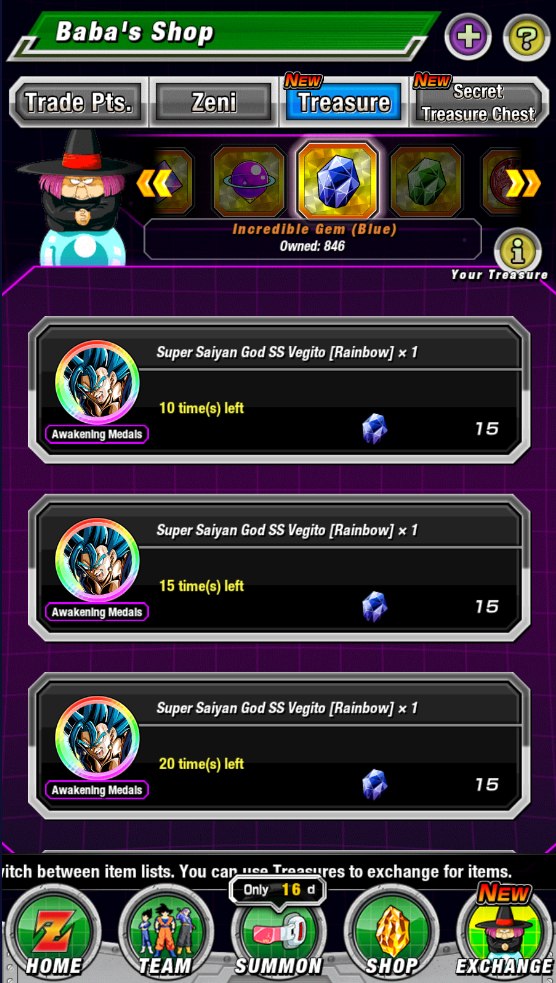 Baba's Shop
Trade Pts.
Zeni
New
Treasure
New
Secret
Treasure Chest
Incredible Gem (Blue)
Owned: 846
Your Treasure
Super Saiyan God SS Vegito [Rainbow] × 1
10 time(s) left
Awakening Medals
15
Super Saiyan God SS Vegito [Rainbow] × 1
15 time(s) left
Awakening Medals
15
Super Saiyan God SS Vegito [Rainbow] × 1
20 time(s) left
Awakening Medals
15
itch between item lists. You can use Treasures to exchange for items.
Only 16 d
New
HOME
TEAM
SUMMON
SHOP
EXCHANGE